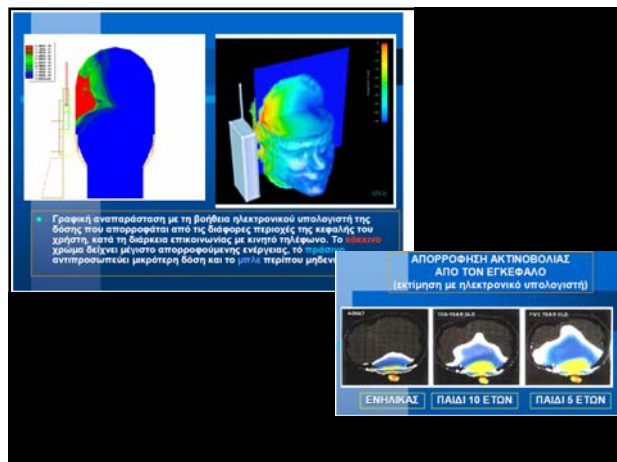 Γραφική αναπαράσταση με τη βοήθεια ηλεκτρονικού υπολογιστή της
δόσης που απορροφάται από τις διάφορες περιοχές της κεφαλής του
χρήστη, κατά τη διάρκεια επικοινωνίας με κινητό τηλέφωνο. Το κόκκινο
χρώμα δείχνει μέγιστο απορροφούμενης ενέργειας, τό πράσινο
αντιπροσωπεύει μικρότερη δόση και το μπλε περίπου
ΑΠΟΡΡΟΦΗΣΗ ΑΚΤΙΝΟΒΟΛΙΑΣ
ΑΠΟ ΤΟΝ ΕΓΚΕΦΑΛΟ
(εκτίμηση με ηλεκτρονικό υπολογιστή)
ADULT
TEN-YEAR OLD
FIVE YEAR OLD
ΕΝΗΛΙΚΑΣ
ΠΑΙΔΙ 10 ΕΤΩΝ
ΠΑΙΔΙ 5 ΕΤΩΝ